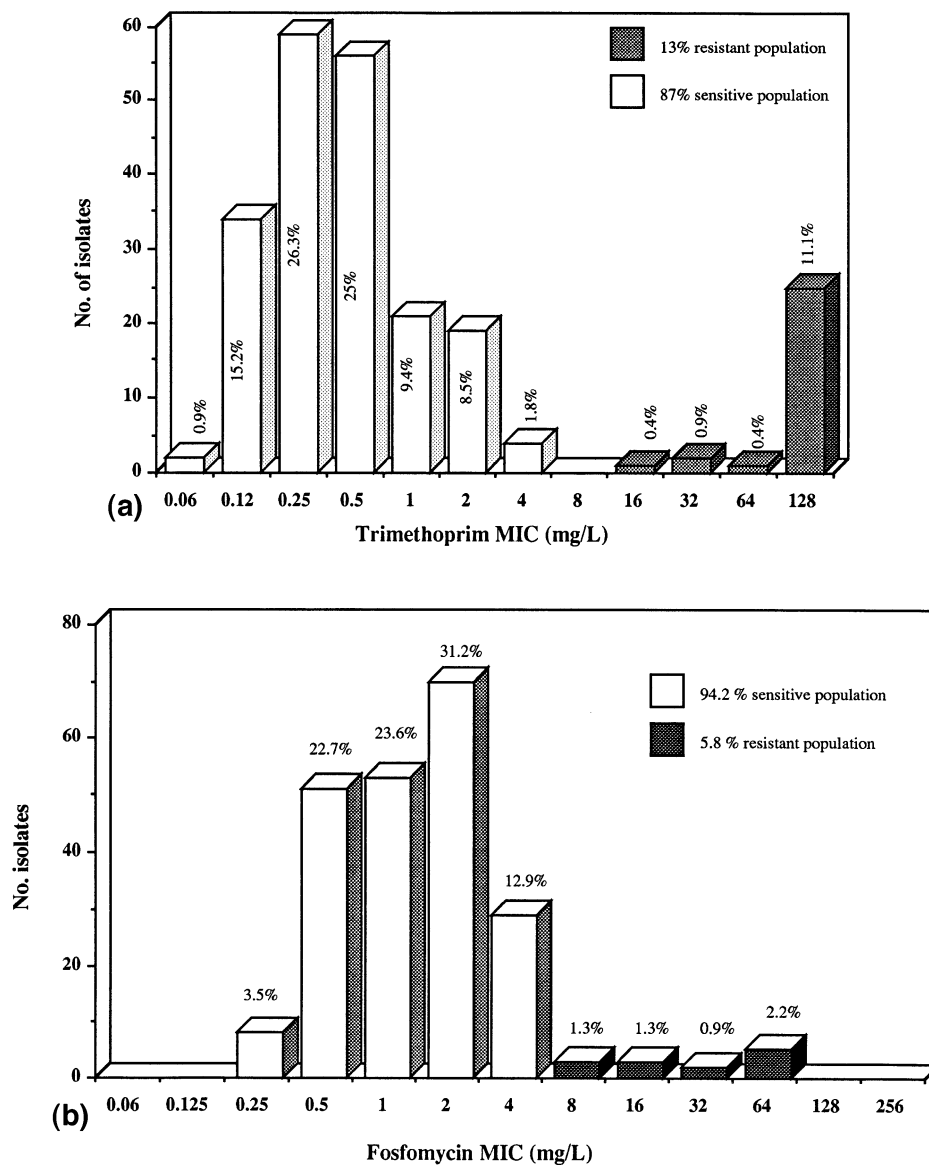 60
50
40
30
20
10
0
No. of isolates
13% resistant population
87% sensitive population
0.9%
15.2%
26.3%
25%
9.4%
8.5%
1.8%
0.4%
0.9%
0.4%
11.1%
0.06 0.12 0.25 0.5 1 2 4 8 16 32 64 128
(a)
Trimethoprim MIC (mg/L)
80
60
40
20
0
No. isolates
94.2 % sensitive population
5.8 % resistant population
3.5%
22.7%
23.6%
31.2%
12.9%
1.3%
1.3%
0.9%
2.2%
0.06 0.125 0.25 0.5 1 2 4 8 16 32 64 128 256
(b)
Fosfomycin MIC (mg/L)